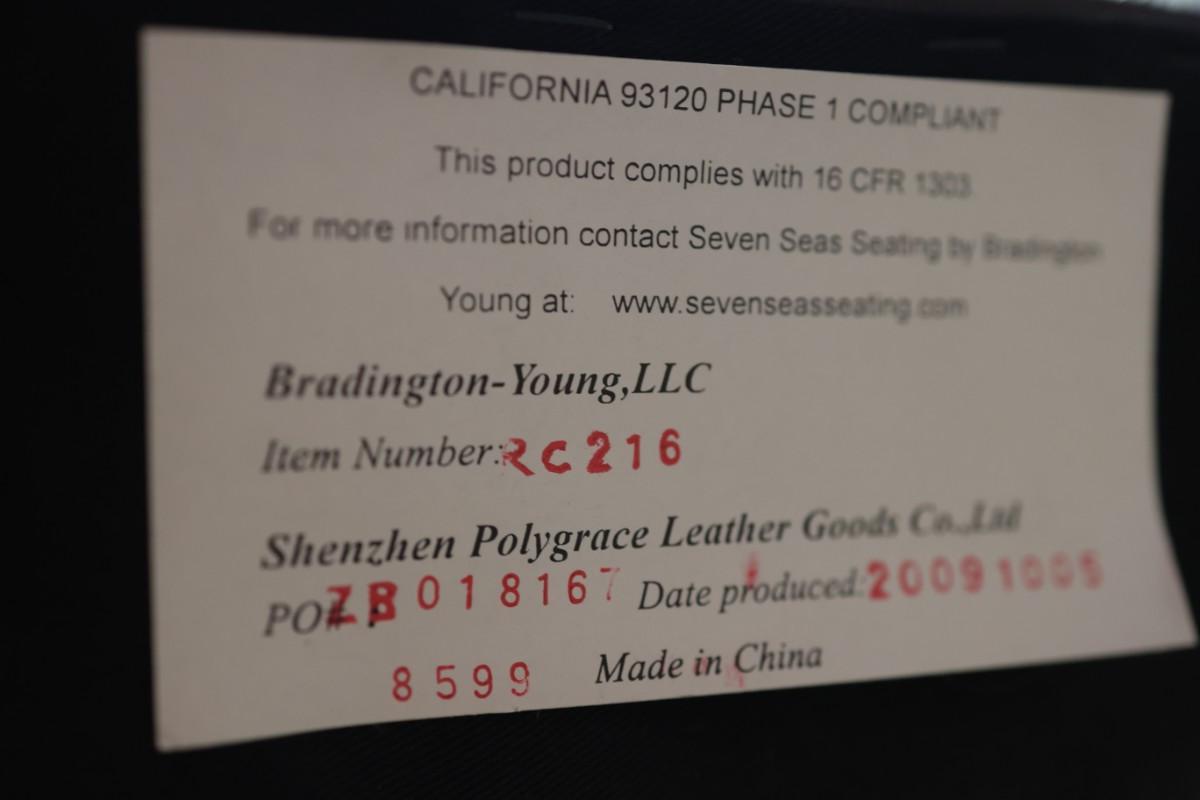 CALIFORNIA 93120 PHASE 1 COMPLIANT
This product complies with 16 CFR 1303
For more information contact Seven Seas Seating by Bradington
Young at: www.sevenseasseating.com
Bradington-Young,LLC
Item Number:RC216
Shenzhen Polygrace Leather Goods Co.,Ltd
PO#:ZB018167 Date produced:20091005
8599 Made in China